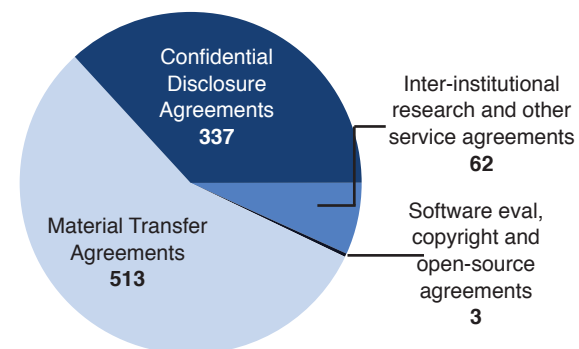 Confidential
Disclosure
Agreements
337
Inter-institutional
research and other
service agreements
62
Material Transfer
Agreements
513
Software eval,
copyright and
open-source
agreements
3